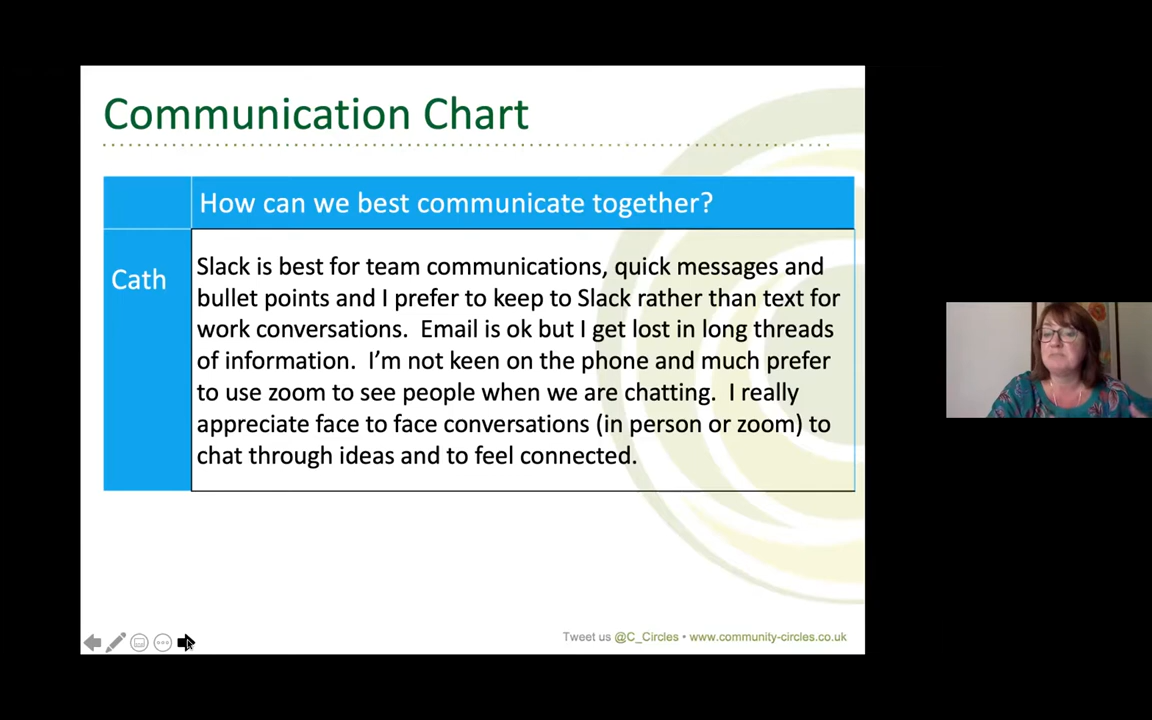 Communication Chart
How can we best communicate together?
Cath
Slack is best for team communications, quick messages and
bullet points and I prefer to keep to Slack rather than text for
work conversations.  Email is ok but I get lost in long threads
of information.  I’m not keen on the phone and much prefer
to use zoom to see people when we are chatting.  I really
appreciate face to face conversations (in person or zoom) to
chat through ideas and to feel connected.
Tweet us @C_Circles • www.community-circles.co.uk